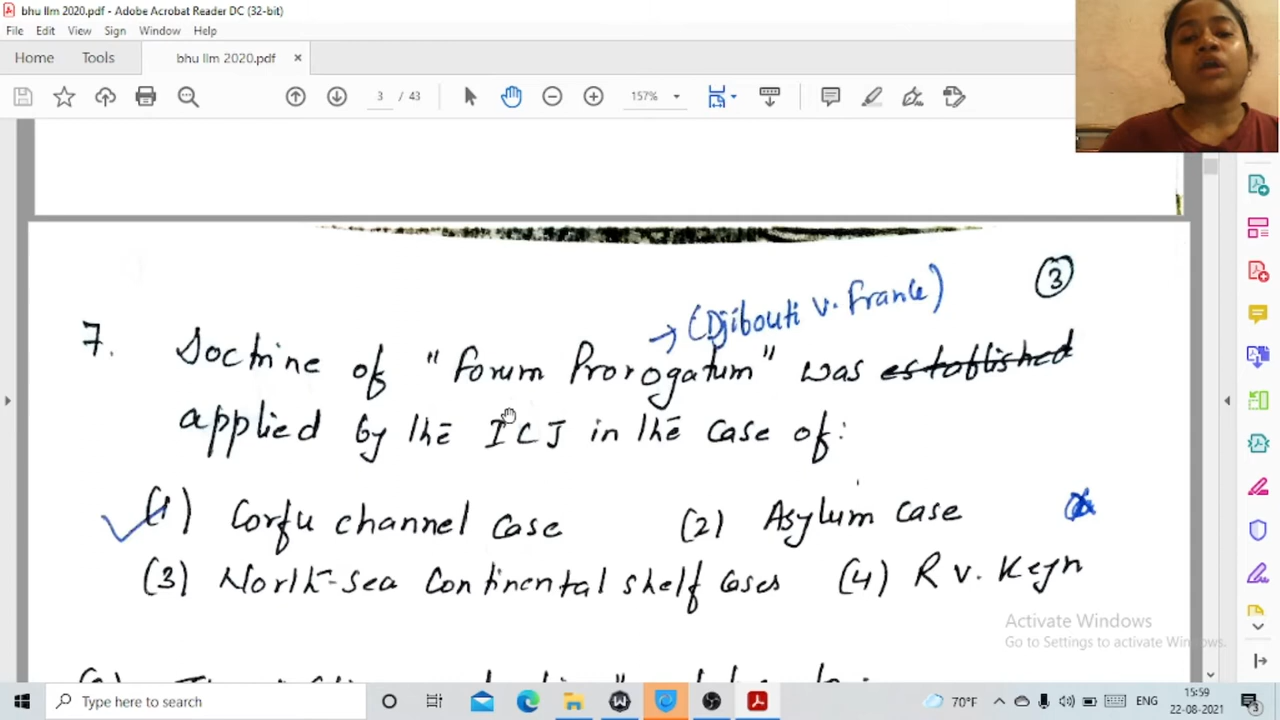 bhu llm 2020.pdf - Adobe Acrobat Reader DC (32-bit)
File Edit View Sign Window Help
Home Tools bhu llm 2020.pdf ×
3 / 43 157%
3
→ (Djibouti v. France)
7. Doctrine of "Forum Prorogatum" was established
applied by the ICJ in the case of:
(1) Corfu channel case (2) Asylum case
(3) North-sea continental shelf cases (4) R v. Keyn
Activate Windows
Go to Settings to activate Windows.
Type here to search
70°F ENG 15:59
22-08-2021 3